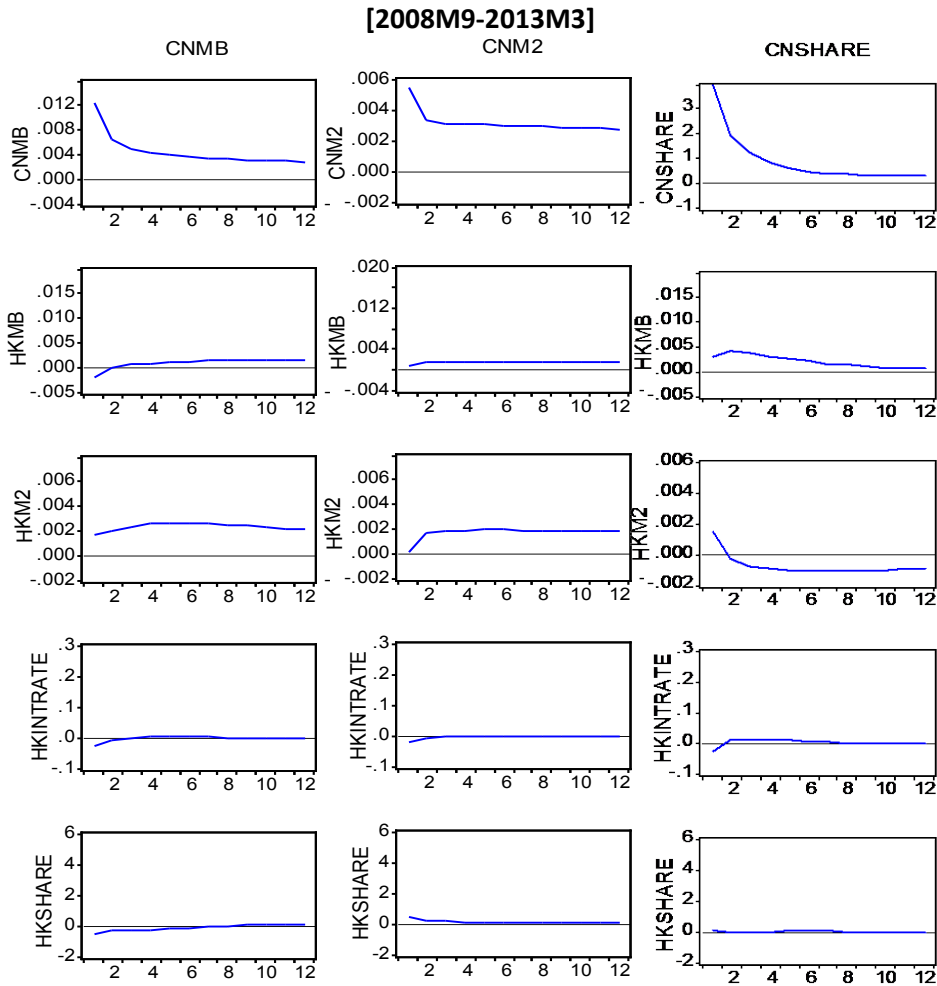 [2008M9-2013M3]
CNMB CNM2 CNSHARE
CNMB
.012
.008
.004
.000
-.004
2 4 6 8 10 12
CNM2
.006
.004
.002
.000
-.002
2 4 6 8 10 12
CNSHARE
3
2
1
0
-1
2 4 6 8 10 12
HKMB
.015
.010
.005
.000
-.005
2 4 6 8 10 12
HKMB
.020
.012
.004
-.004
2 4 6 8 10 12
HKMB
.015
.010
.005
.000
-.005
2 4 6 8 10 12
HKM2
.006
.004
.002
.000
-.002
2 4 6 8 10 12
HKM2
.006
.004
.002
.000
-.002
2 4 6 8 10 12
HKM2
.006
.004
.002
.000
-.002
2 4 6 8 10 12
HKINTRATE
.3
.2
.1
.0
-.1
2 4 6 8 10 12
HKINTRATE
.3
.2
.1
.0
-.1
2 4 6 8 10 12
HKINTRATE
.3
.2
.1
.0
-.1
2 4 6 8 10 12
HKSHARE
6
4
2
0
-2
2 4 6 8 10 12
HKSHARE
6
4
2
0
-2
2 4 6 8 10 12
HKSHARE
6
4
2
0
-2
2 4 6 8 10 12